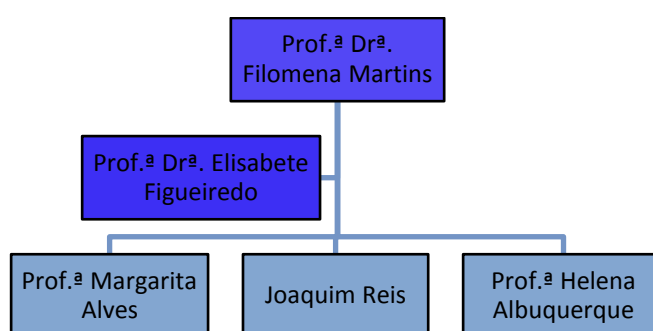 Prof.ª Drª.
Filomena Martins
Prof.ª Drª. Elisabete
Figueiredo
Prof.ª Margarita
Alves
Joaquim Reis
Prof.ª Helena
Albuquerque